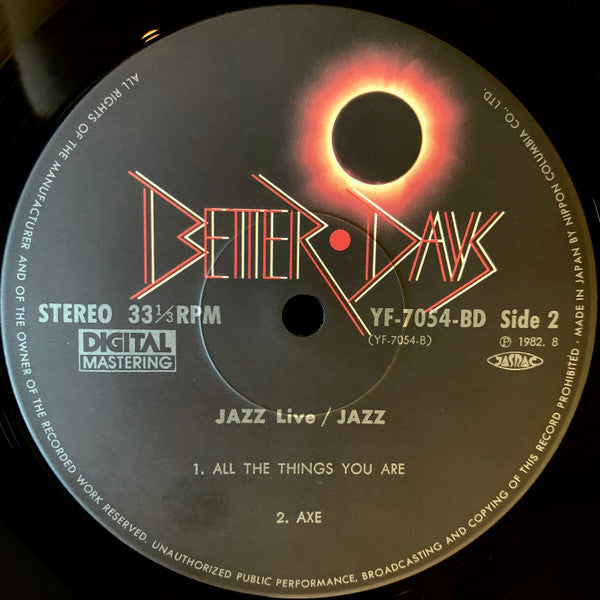 BETTER DAYS
STEREO 33⅓RPM
DIGITAL
MASTERING
YF-7054-BD Side 2
(YF-7054-B)
Ⓟ 1982. 8
JASRAC
JAZZ Live / JAZZ
1. ALL THE THINGS YOU ARE
2. AXE
ALL RIGHTS OF THE MANUFACTURER AND OF THE OWNER OF THE RECORDED WORK RESERVED. UNAUTHORIZED PUBLIC PERFORMANCE, BROADCASTING AND COPYING OF THIS RECORD PROHIBITED · MADE IN JAPAN BY NIPPON COLUMBIA CO., LTD.